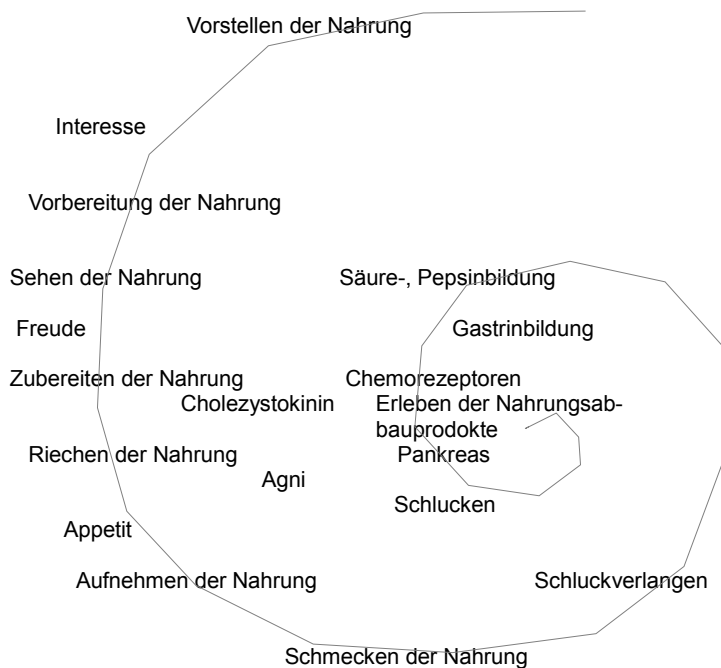 Vorstellen der Nahrung
Interesse
Vorbereitung der Nahrung
Sehen der Nahrung
Säure-, Pepsinbildung
Freude
Gastrinbildung
Zubereiten der Nahrung
Chemorezeptoren
Cholezystokinin
Erleben der Nahrungsab-
bauprodokte
Riechen der Nahrung
Pankreas
Agni
Schlucken
Appetit
Aufnehmen der Nahrung
Schluckverlangen
Schmecken der Nahrung